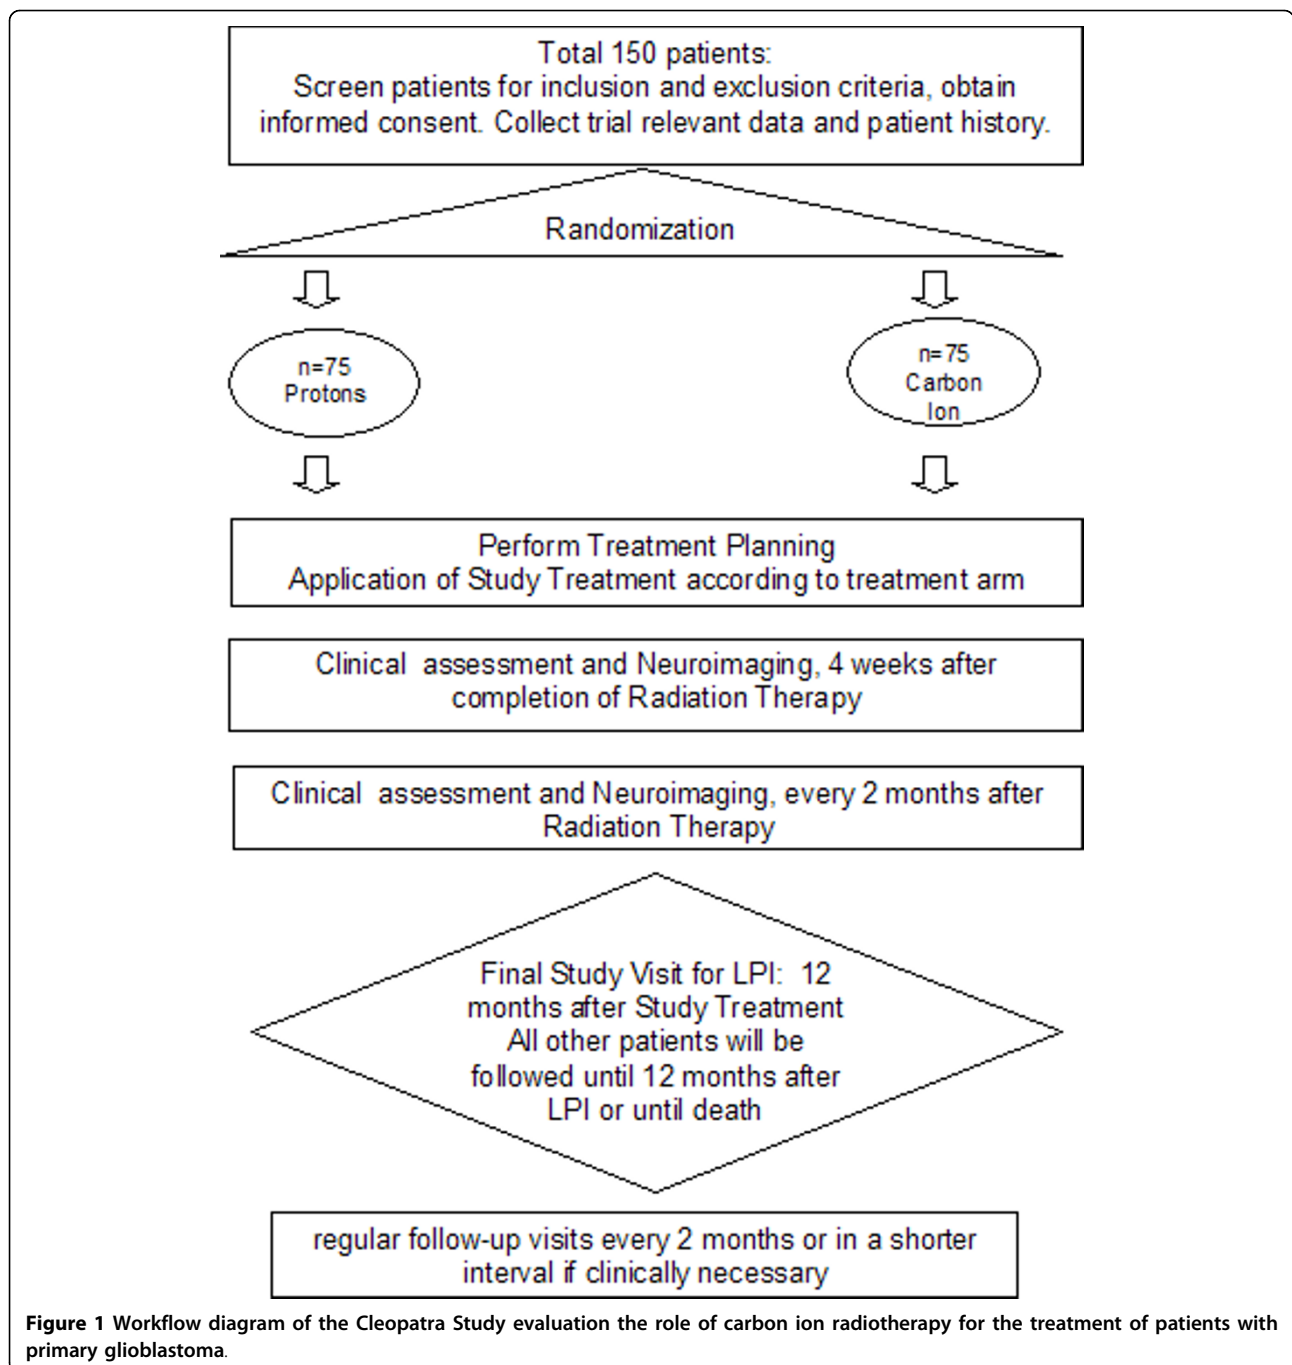 Total 150 patients:
Screen patients for inclusion and exclusion criteria, obtain
informed consent. Collect trial relevant data and patient history.
Randomization
n=75
Protons
n=75
Carbon
Ion
Perform Treatment Planning
Application of Study Treatment according to treatment arm
Clinical assessment and Neuroimaging, 4 weeks after
completion of Radiation Therapy
Clinical assessment and Neuroimaging, every 2 months after
Radiation Therapy
Final Study Visit for LPI: 12
months after Study Treatment
All other patients will be
followed until 12 months after
LPI or until death
regular follow-up visits every 2 months or in a shorter
interval if clinically necessary
Figure 1 Workflow diagram of the Cleopatra Study evaluation the role of carbon ion radiotherapy for the treatment of patients with
primary glioblastoma.